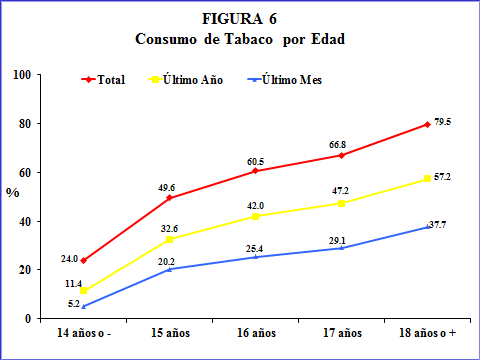 FIGURA 6
Consumo de Tabaco por Edad
Total Último Año Último Mes
100
80
60
40
20
0
%
24.0 49.6 60.5 66.8 79.5
11.4 32.6 42.0 47.2 57.2
5.2 20.2 25.4 29.1 37.7
14 años o - 15 años 16 años 17 años 18 años o +